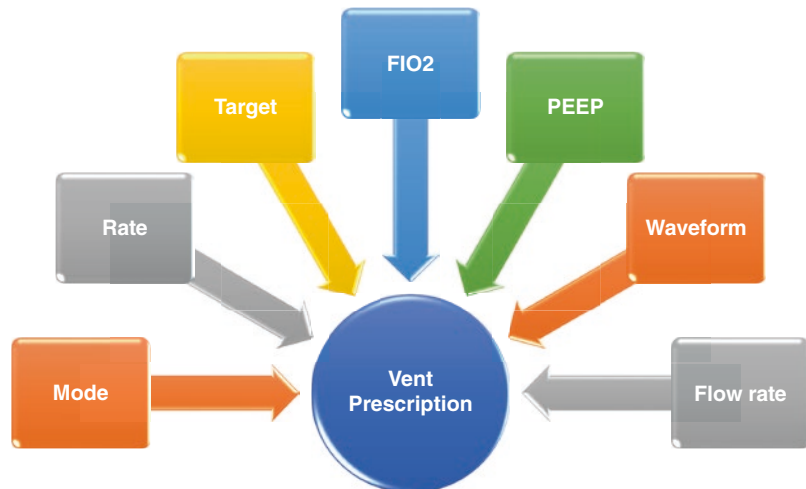 FIO2
Target
PEEP
Rate
Waveform
Mode
Vent
Prescription
Flow rate